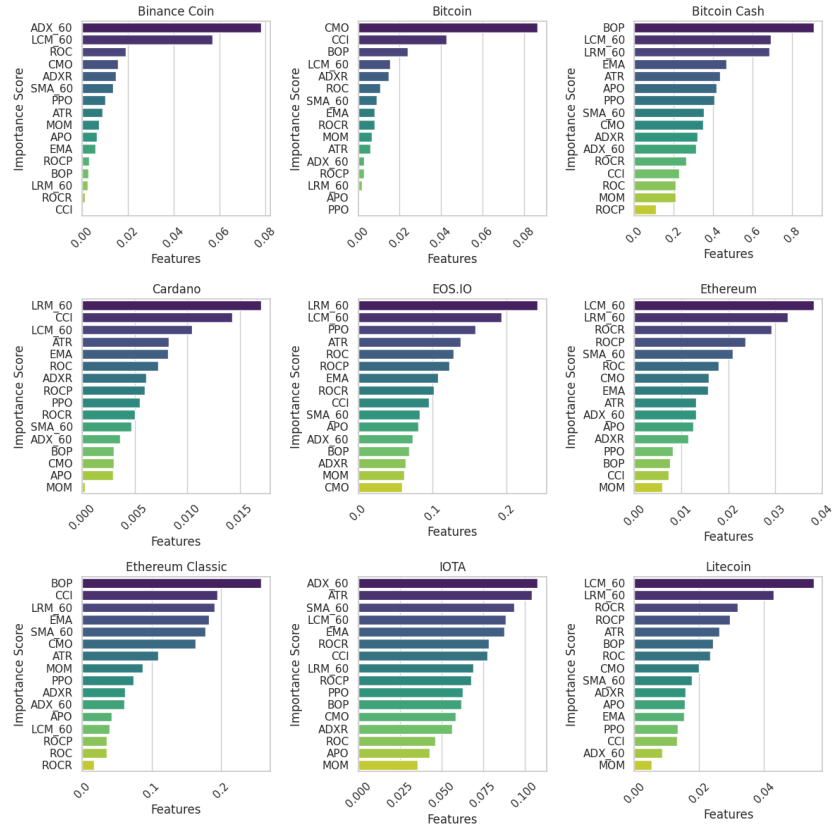 Binance Coin
Importance Score
ADX_60
LCM_60
ROC
CMO
ADXR
SMA_60
PPO
ATR
MOM
APO
EMA
ROCP
BOP
LRM_60
ROCR
CCI
0.00 0.02 0.04 0.06 0.08
Features
Bitcoin
Importance Score
CMO
CCI
BOP
LCM_60
ADXR
ROC
SMA_60
EMA
ROCR
MOM
ATR
ADX_60
ROCP
LRM_60
APO
PPO
0.00 0.02 0.04 0.06 0.08
Features
Bitcoin Cash
Importance Score
BOP
LCM_60
LRM_60
EMA
ATR
APO
PPO
SMA_60
CMO
ADXR
ADX_60
ROCR
CCI
ROC
MOM
ROCP
0.0 0.2 0.4 0.6 0.8
Features
Cardano
Importance Score
LRM_60
CCI
LCM_60
ATR
EMA
ROC
ADXR
ROCP
PPO
ROCR
SMA_60
ADX_60
BOP
CMO
APO
MOM
0.000 0.005 0.010 0.015
Features
EOS.IO
Importance Score
LRM_60
LCM_60
PPO
ATR
ROC
ROCP
EMA
ROCR
CCI
SMA_60
APO
ADX_60
BOP
ADXR
MOM
CMO
0.0 0.1 0.2
Features
Ethereum
Importance Score
LCM_60
LRM_60
ROCR
ROCP
SMA_60
ROC
CMO
EMA
ATR
ADX_60
APO
ADXR
PPO
BOP
CCI
MOM
0.00 0.01 0.02 0.03 0.04
Features
Ethereum Classic
Importance Score
BOP
CCI
LRM_60
EMA
SMA_60
CMO
ATR
MOM
PPO
ADXR
ADX_60
APO
LCM_60
ROCP
ROC
ROCR
0.0 0.1 0.2
Features
IOTA
Importance Score
ADX_60
ATR
SMA_60
LCM_60
EMA
ROCR
CCI
LRM_60
ROCP
PPO
BOP
CMO
ADXR
ROC
APO
MOM
0.000 0.025 0.050 0.075 0.100
Features
Litecoin
Importance Score
LCM_60
LRM_60
ROCR
ROCP
ATR
BOP
ROC
CMO
SMA_60
ADXR
APO
EMA
PPO
CCI
ADX_60
MOM
0.00 0.02 0.04
Features